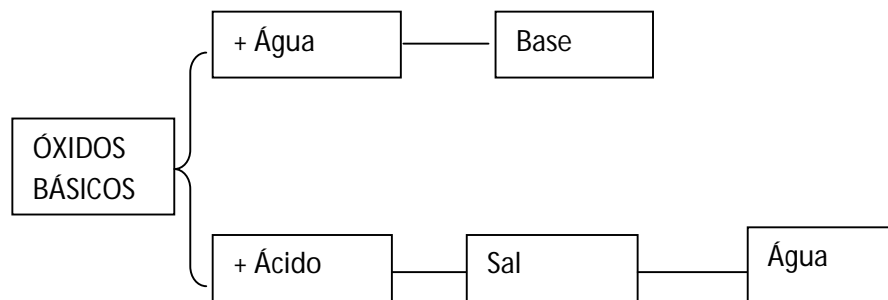 + Água
Base
ÓXIDOS
BÁSICOS
+ Ácido
Sal
Água